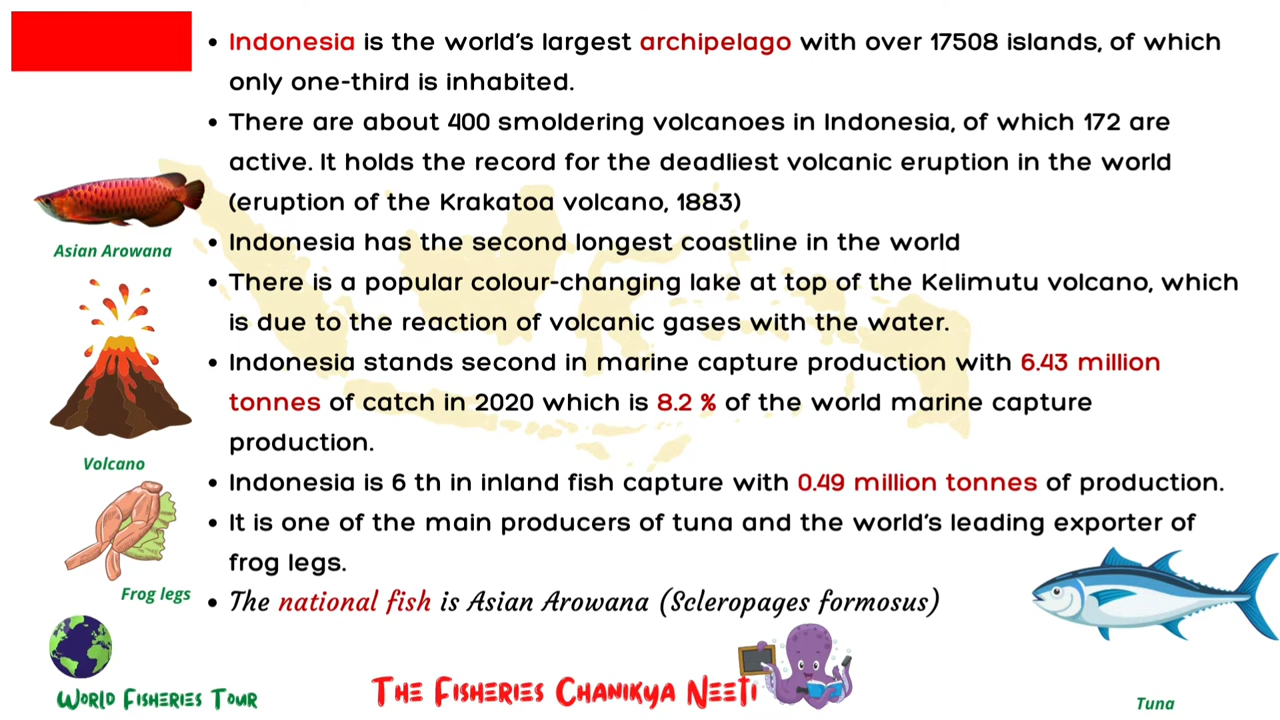 • Indonesia is the world's largest archipelago with over 17508 islands, of which
only one-third is inhabited.
• There are about 400 smoldering volcanoes in Indonesia, of which 172 are
active. It holds the record for the deadliest volcanic eruption in the world
(eruption of the Krakatoa volcano, 1883)
• Indonesia has the second longest coastline in the world
• There is a popular colour-changing lake at top of the Kelimutu volcano, which
is due to the reaction of volcanic gases with the water.
• Indonesia stands second in marine capture production with 6.43 million
tonnes of catch in 2020 which is 8.2 % of the world marine capture
production.
• Indonesia is 6 th in inland fish capture with 0.49 million tonnes of production.
• It is one of the main producers of tuna and the world's leading exporter of
frog legs.
• The national fish is Asian Arowana (Scleropages formosus)
Asian Arowana
Volcano
Frog legs
World Fisheries Tour
The Fisheries Chanikya Neeti
Tuna